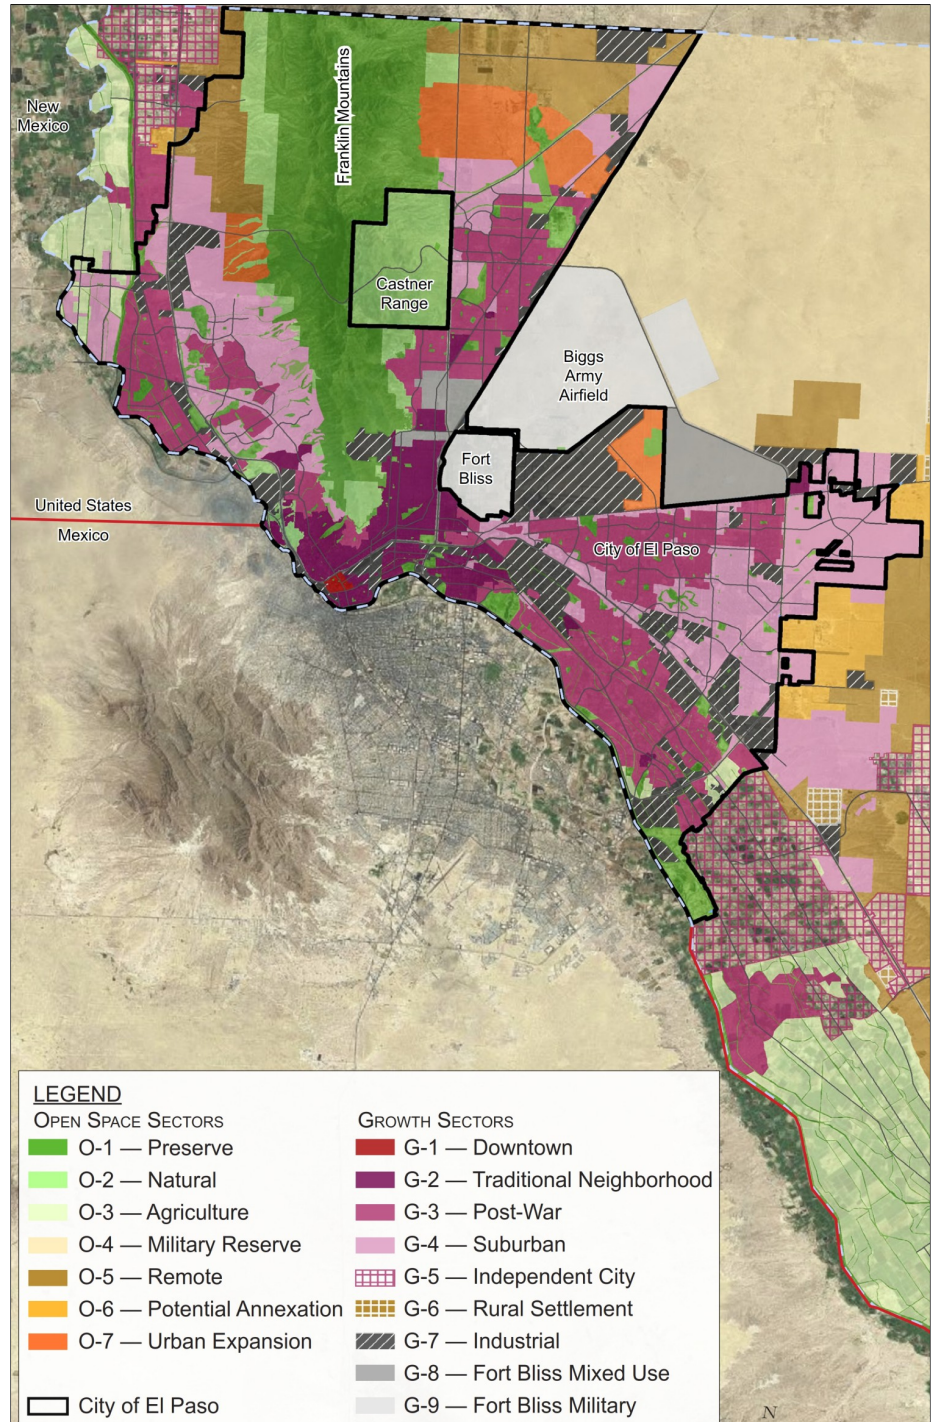 Franklin Mountains
New
Mexico
Castner
Range
Biggs
Army
Airfield
Fort
Bliss
United States
Mexico
City of El Paso
LEGEND
OPEN SPACE SECTORS
O-1 — Preserve
O-2 — Natural
O-3 — Agriculture
O-4 — Military Reserve
O-5 — Remote
O-6 — Potential Annexation
O-7 — Urban Expansion
City of El Paso
GROWTH SECTORS
G-1 — Downtown
G-2 — Traditional Neighborhood
G-3 — Post-War
G-4 — Suburban
G-5 — Independent City
G-6 — Rural Settlement
G-7 — Industrial
G-8 — Fort Bliss Mixed Use
G-9 — Fort Bliss Military
N